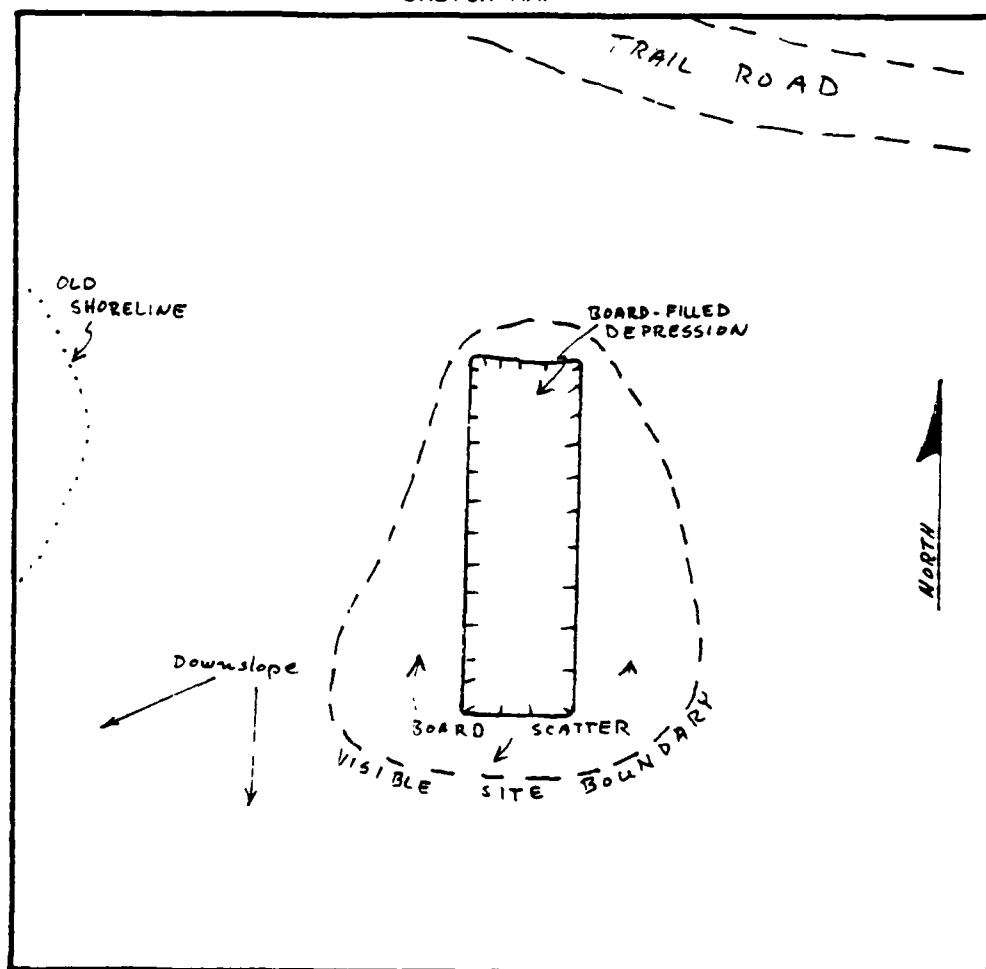 TRAIL ROAD
OLD
SHORELINE
BOARD-FILLED
DEPRESSION
NORTH
Downslope
BOARD SCATTER
VISIBLE SITE BOUNDARY